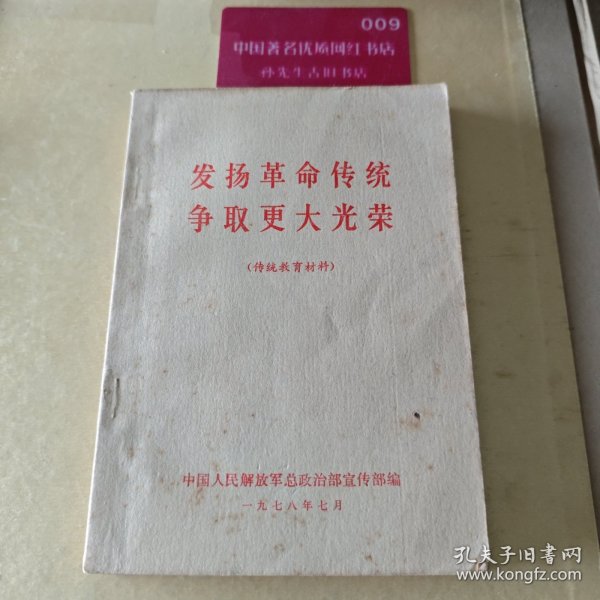 009
中国著名优质网红书店
孙先生古旧书店
发扬革命传统
争取更大光荣
(传统教育材料)
中国人民解放军总政治部宣传部编
一九七八年七月
孔夫子旧书网
www.kongfz.com